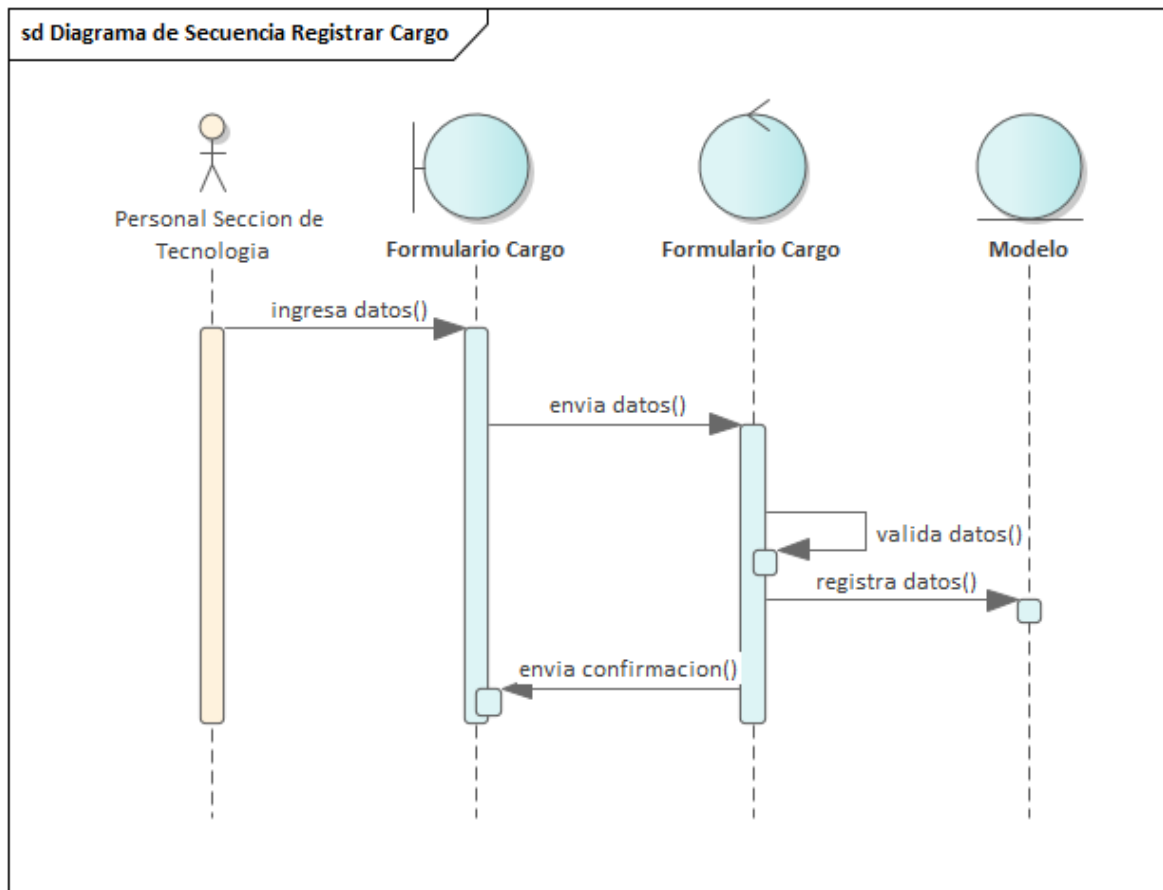 sd Diagrama de Secuencia Registrar Cargo
Personal Seccion de
Tecnologia
Formulario Cargo
Formulario Cargo
Modelo
ingresa datos()
envia datos()
valida datos()
registra datos()
envia confirmacion()